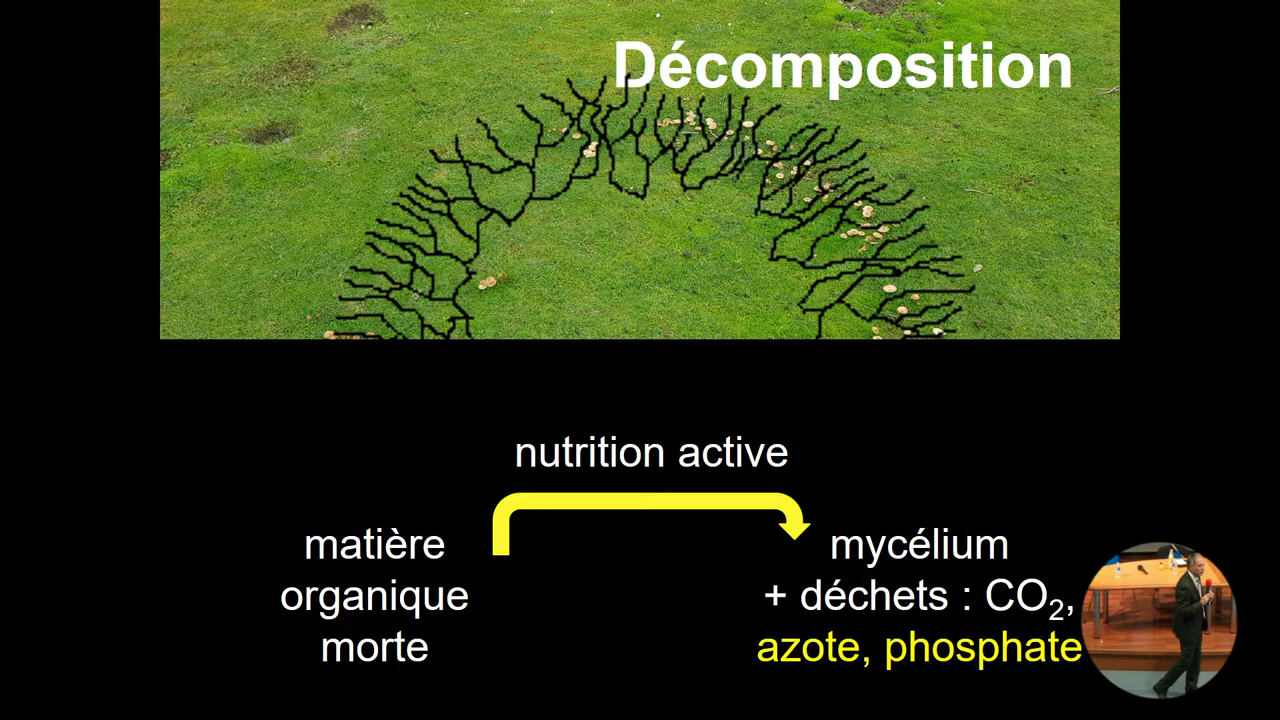 Décomposition
nutrition active
matière
organique
morte
mycélium
+ déchets : CO₂,
azote, phosphate